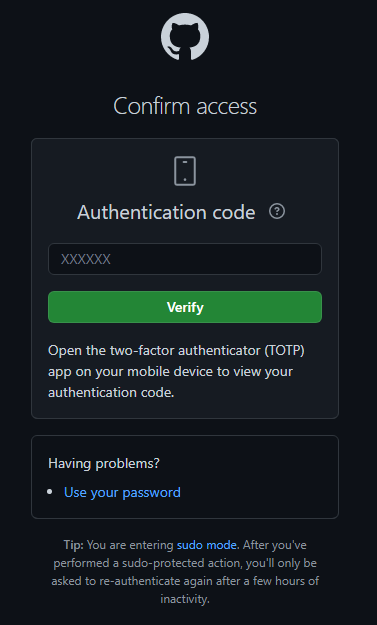 Confirm access
Authentication code
XXXXXX
Verify
Open the two-factor authenticator (TOTP)
app on your mobile device to view your
authentication code.
Having problems?
• Use your password
Tip: You are entering sudo mode. After you've
performed a sudo-protected action, you'll only be
asked to re-authenticate again after a few hours of
inactivity.